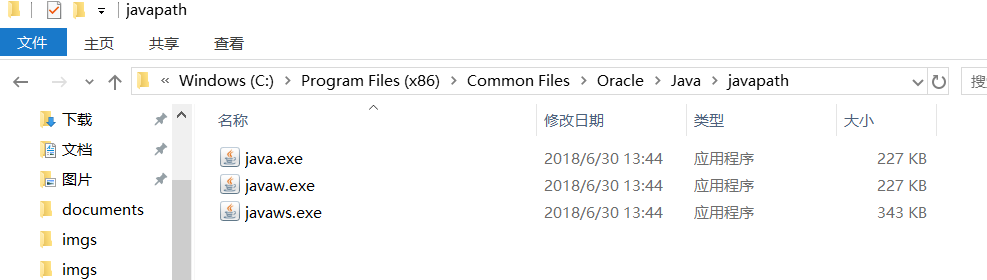 javapath
文件 主页 共享 查看
« Windows (C:) > Program Files (x86) > Common Files > Oracle > Java > javapath
名称 修改日期 类型 大小
下载
文档
java.exe 2018/6/30 13:44 应用程序 227 KB
图片
javaw.exe 2018/6/30 13:44 应用程序 227 KB
documents
javaws.exe 2018/6/30 13:44 应用程序 343 KB
imgs
imgs